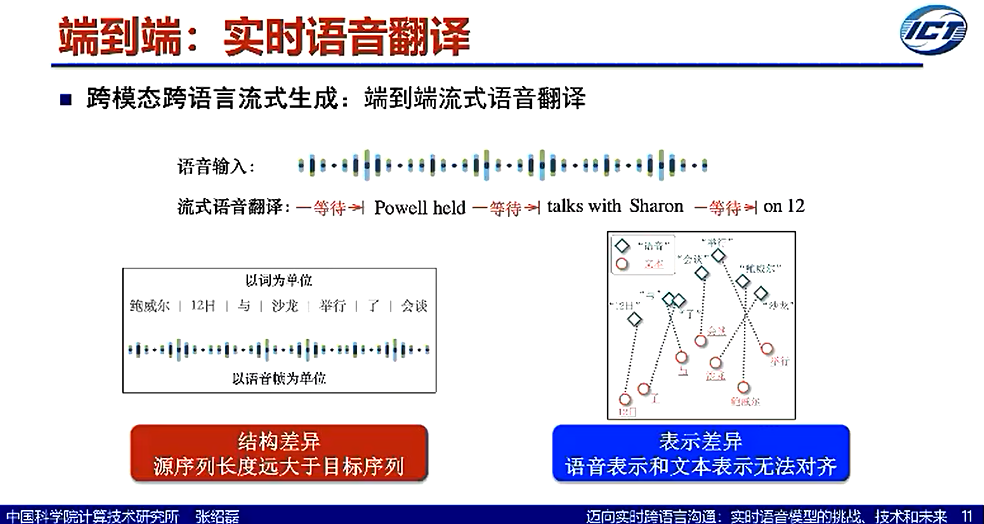 端到端：实时语音翻译
ICT
■ 跨模态跨语言流式生成：端到端流式语音翻译
语音输入：
流式语音翻译：—等待→| Powell held —等待→| talks with Sharon —等待→| on 12
以词为单位
鲍威尔 | 12日 | 与 | 沙龙 | 举行 | 了 | 会谈
以语音帧为单位
"语音"
文本
"举行"
"会谈"
"鲍威尔"
"与"
"12日"
"了"
"沙龙"
会谈
举行
与
沙龙
了
鲍威尔
12日
结构差异
源序列长度远大于目标序列
表示差异
语音表示和文本表示无法对齐
中国科学院计算技术研究所 张绍磊
迈向实时跨语言沟通：实时语音模型的挑战、技术和未来 11